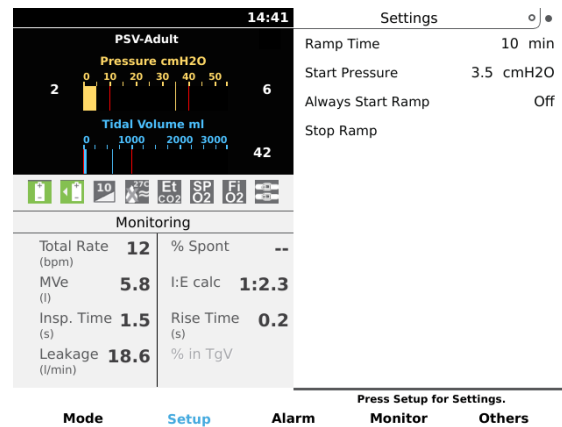 14:41
PSV-Adult
Pressure cmH2O
0 10 20 30 40 50
2 6
Tidal Volume ml
0 1000 2000 3000
42
10 27C Et CO2 SP O2 Fi O2
Monitoring
Total Rate (bpm) 12 % Spont --
MVe (l) 5.8 I:E calc 1:2.3
Insp. Time (s) 1.5 Rise Time (s) 0.2
Leakage (l/min) 18.6 % in TgV
Settings
Ramp Time 10 min
Start Pressure 3.5 cmH2O
Always Start Ramp Off
Stop Ramp
Press Setup for Settings.
Mode Setup Alarm Monitor Others